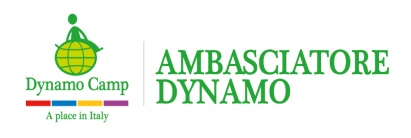 Dynamo Camp
A place in Italy
AMBASCIATORE
DYNAMO